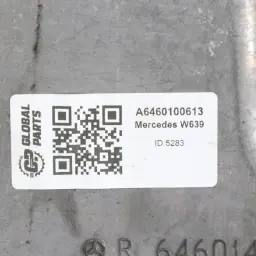 GLOBAL
PARTS
A6460100613
Mercedes W639
ID:5283
R 646014